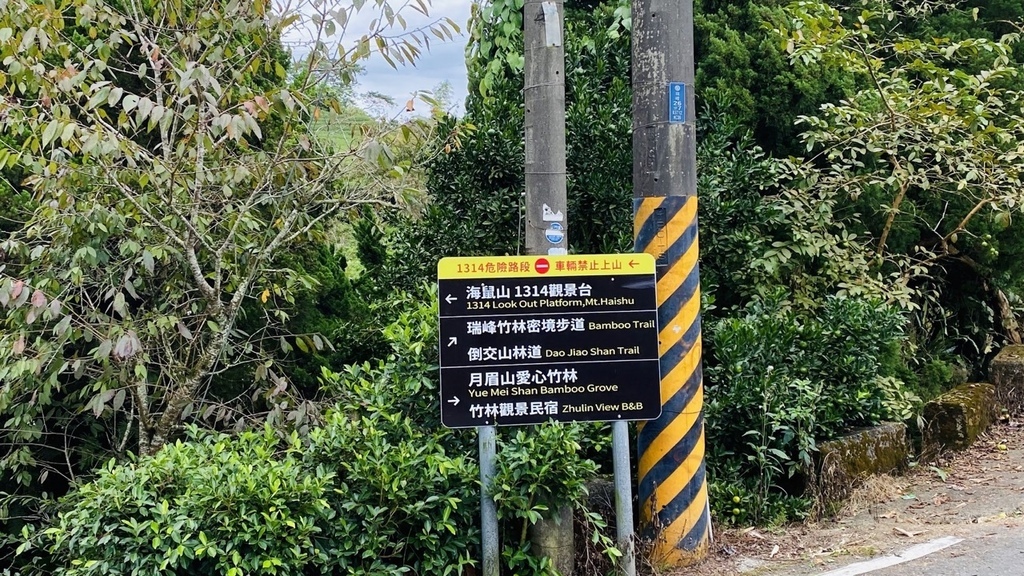 1314危險路段 車輛禁止上山 ←
← 海鼠山 1314觀景台
1314 Look Out Platform,Mt.Haishu
瑞峰竹林密境步道 Bamboo Trail
↗
倒交山林道 Dao Jiao Shan Trail
月眉山愛心竹林
Yue Mei Shan Bamboo Grove
→ 竹林觀景民宿 Zhulin View B&B